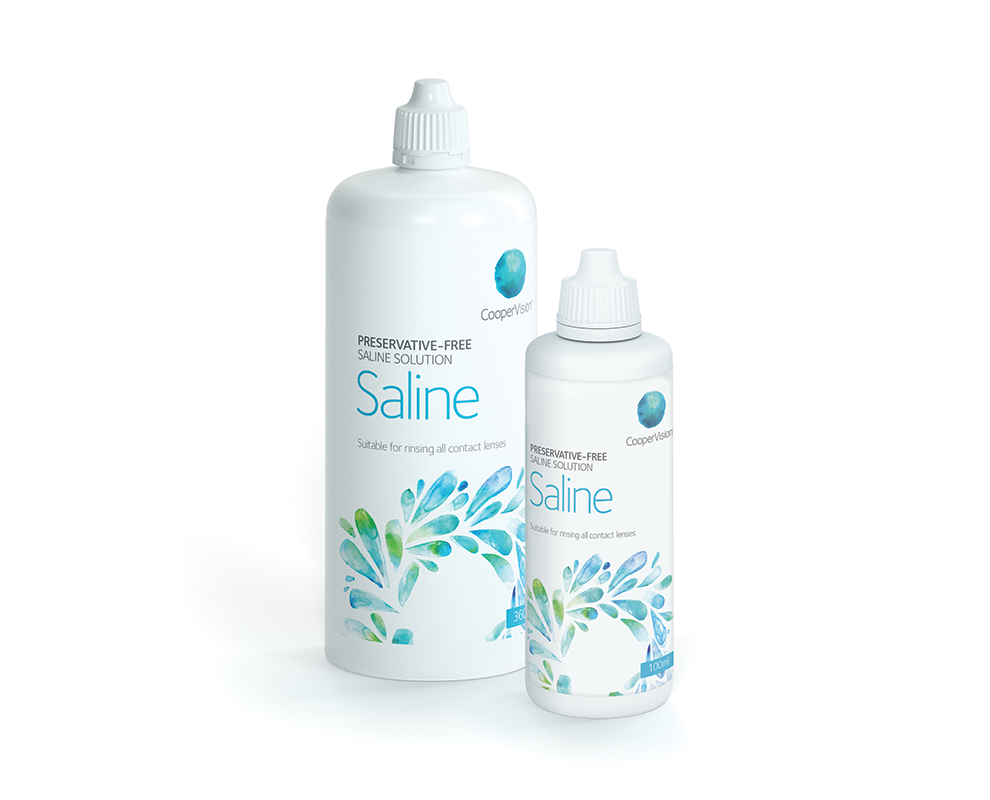 CooperVision®
PRESERVATIVE-FREE
SALINE SOLUTION
Saline
Suitable for rinsing all contact lenses
360
CooperVision
PRESERVATIVE-FREE
SALINE SOLUTION
Saline
Suitable for rinsing all contact lenses
100ml